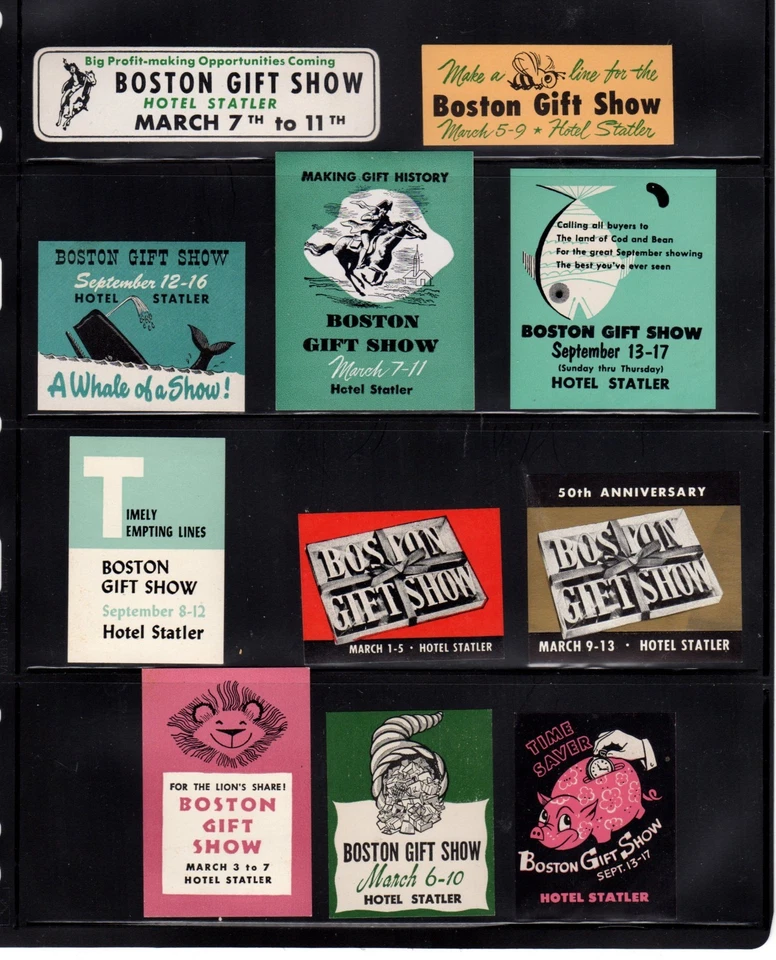 Big Profit-making Opportunities Coming
BOSTON GIFT SHOW
HOTEL STATLER
MARCH 7TH to 11TH
Make a line for the
Boston Gift Show
March 5-9 ★ Hotel Statler
BOSTON GIFT SHOW
September 12-16
HOTEL STATLER
A Whale of a Show!
MAKING GIFT HISTORY
BOSTON
GIFT SHOW
March 7-11
Hotel Statler
Calling all buyers to
The land of Cod and Bean
For the great September showing
The best you've ever seen
BOSTON GIFT SHOW
September 13-17
(Sunday thru Thursday)
HOTEL STATLER
TIMELY
EMPTING LINES
BOSTON
GIFT SHOW
September 8-12
Hotel Statler
BOSTON
GIFT SHOW
MARCH 1-5 · HOTEL STATLER
50th ANNIVERSARY
BOSTON
GIFT SHOW
MARCH 9-13 · HOTEL STATLER
FOR THE LION'S SHARE!
BOSTON
GIFT
SHOW
MARCH 3 to 7
HOTEL STATLER
BOSTON GIFT SHOW
March 6-10
HOTEL STATLER
TIME
SAVER
BOSTON GIFT SHOW
SEPT. 13-17
HOTEL STATLER